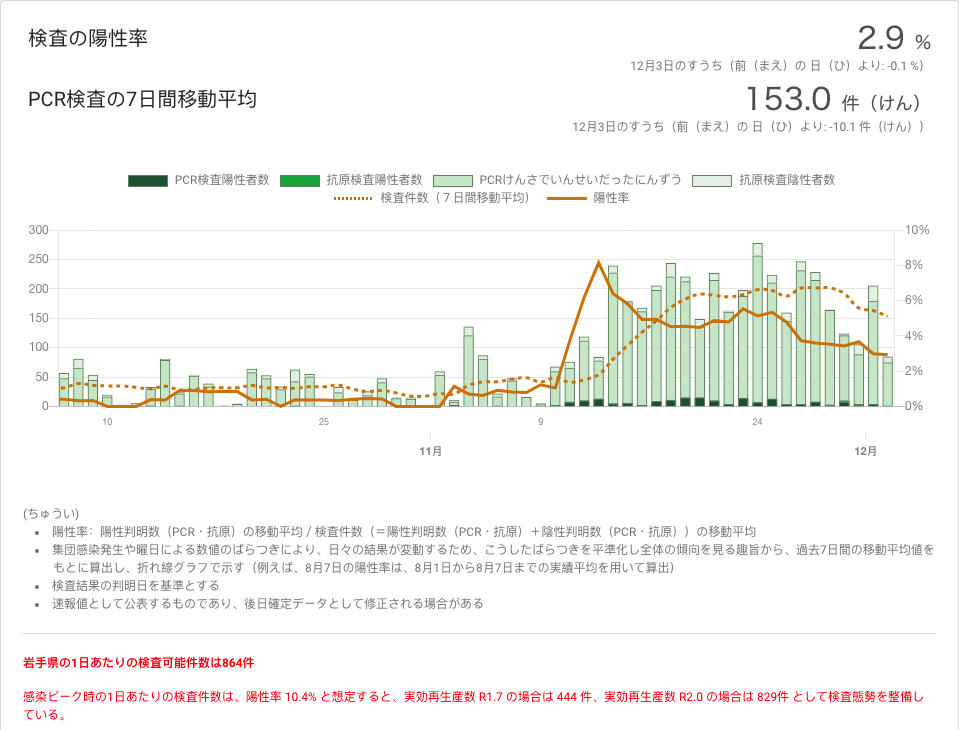 検査の陽性率
2.9 %
12月3日のすうち（前（まえ）の 日（ひ）より: -0.1 %）
PCR検査の7日間移動平均
153.0 件（けん）
12月3日のすうち（前（まえ）の 日（ひ）より: -10.1 件（けん））
PCR検査陽性者数 抗原検査陽性者数 PCRけんさでいんせいだったにんずう 抗原検査陰性者数
検査件数（７日間移動平均） 陽性率
300 10%
250 8%
200 6%
150 4%
100 2%
50 0%
0
10 25 9 24
11月 12月
(ちゅうい)
• 陽性率：陽性判明数（PCR・抗原）の移動平均 / 検査件数（＝陽性判明数（PCR・抗原）＋陰性判明数（PCR・抗原））の移動平均
• 集団感染発生や曜日による数値のばらつきにより、日々の結果が変動するため、こうしたばらつきを平準化し全体の傾向を見る趣旨から、過去7日間の移動平均値を
もとに算出し、折れ線グラフで示す（例えば、8月7日の陽性率は、8月1日から8月7日までの実績平均を用いて算出）
• 検査結果の判明日を基準とする
• 速報値として公表するものであり、後日確定データとして修正される場合がある
岩手県の1日あたりの検査可能件数は864件
感染ピーク時の1日あたりの検査件数は、陽性率 10.4% と想定すると、実効再生産数 R1.7 の場合は 444 件、実効再生産数 R2.0 の場合は 829件 として検査態勢を整備し
ている。